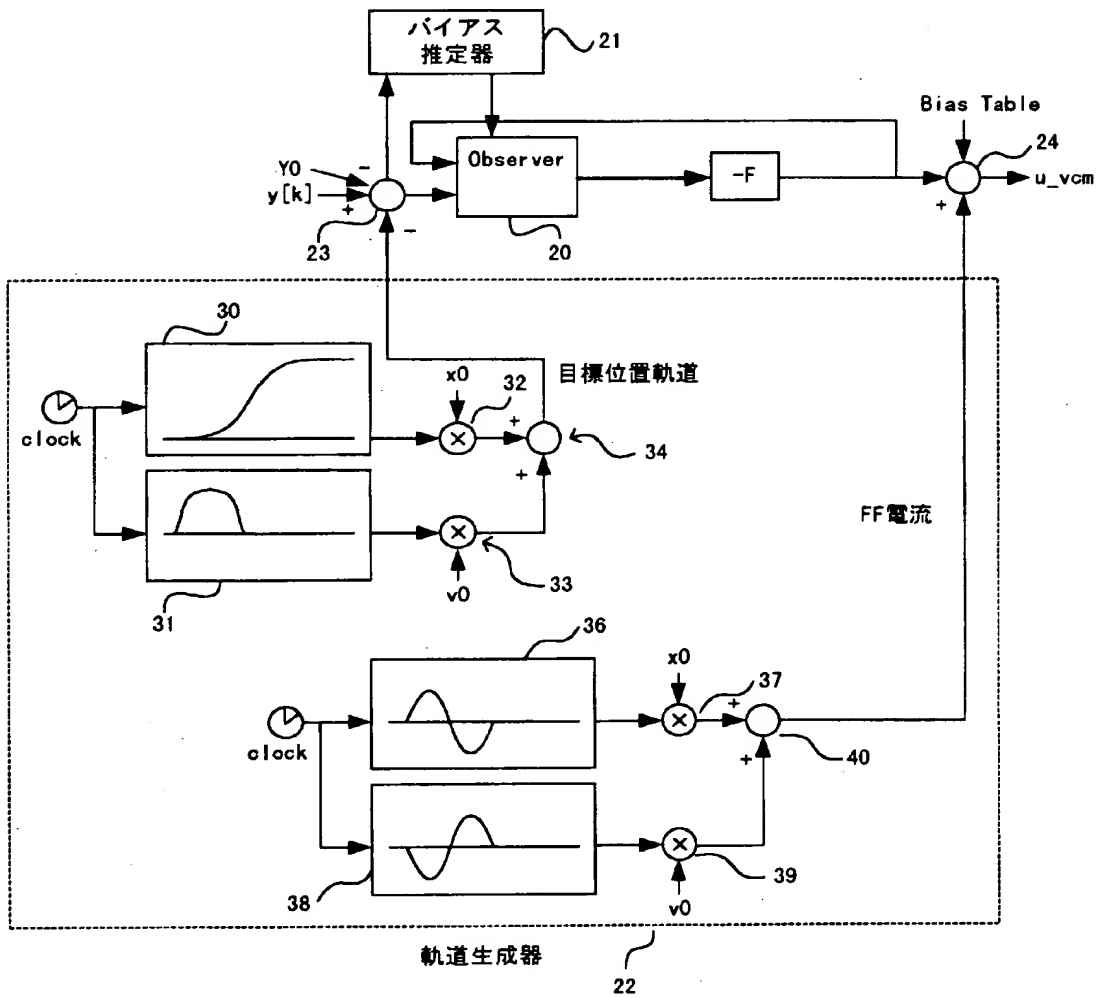 バイアス
推定器
21
Bias Table
24
u_vcm
Observer
-F
Y0
-
y[k]
+
23
-
20
+
30
目標位置軌道
x0
32
+
clock
×
34
+
FF電流
×
33
v0
31
36
x0
37
+
clock
×
40
+
×
38
39
v0
軌道生成器
22